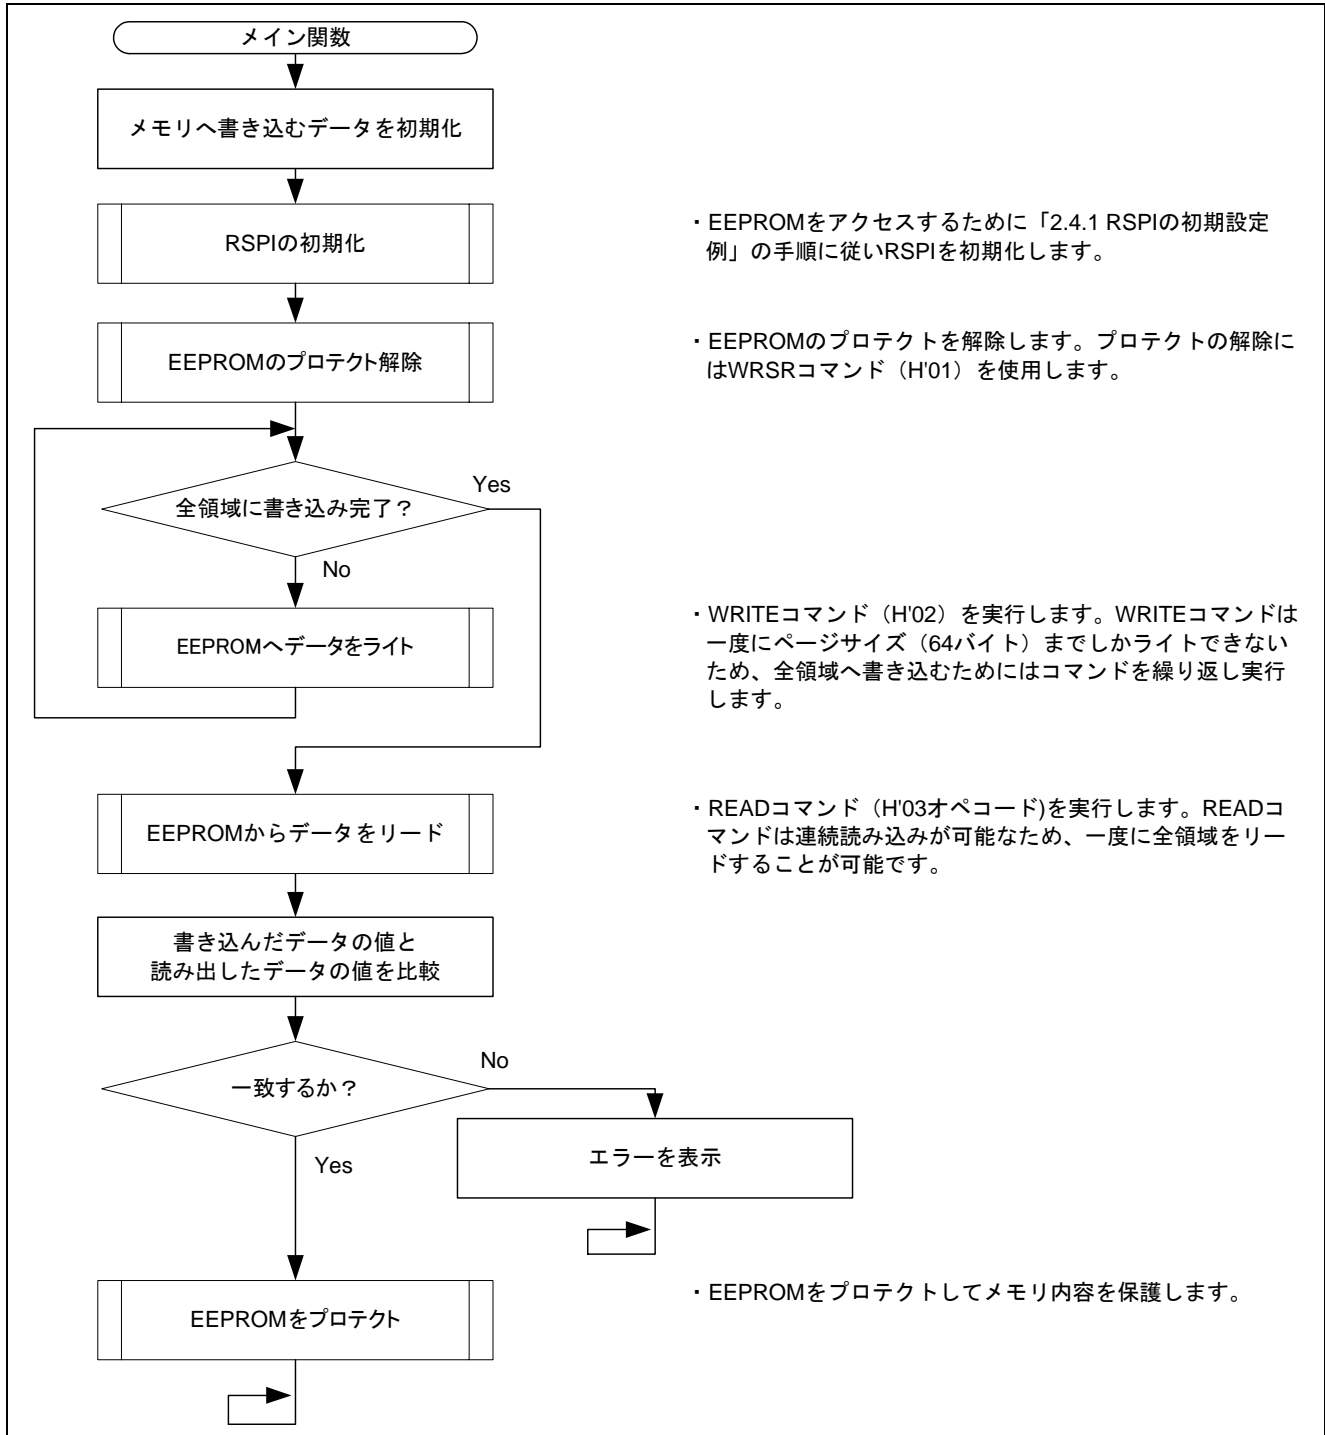 メイン関数
メモリへ書き込むデータを初期化
RSPIの初期化
・EEPROMをアクセスするために「2.4.1 RSPIの初期設定
例」の手順に従いRSPIを初期化します。
EEPROMのプロテクト解除
・EEPROMのプロテクトを解除します。プロテクトの解除に
はWRSRコマンド（H'01）を使用します。
全領域に書き込み完了？
Yes
No
EEPROMへデータをライト
・WRITEコマンド（H'02）を実行します。WRITEコマンドは
一度にページサイズ（64バイト）までしかライトできない
ため、全領域へ書き込むためにはコマンドを繰り返し実行
します。
EEPROMからデータをリード
・READコマンド（H'03オペコード)を実行します。READコ
マンドは連続読み込みが可能なため、一度に全領域をリー
ドすることが可能です。
書き込んだデータの値と
読み出したデータの値を比較
一致するか？
No
エラーを表示
Yes
EEPROMをプロテクト
・EEPROMをプロテクトしてメモリ内容を保護します。